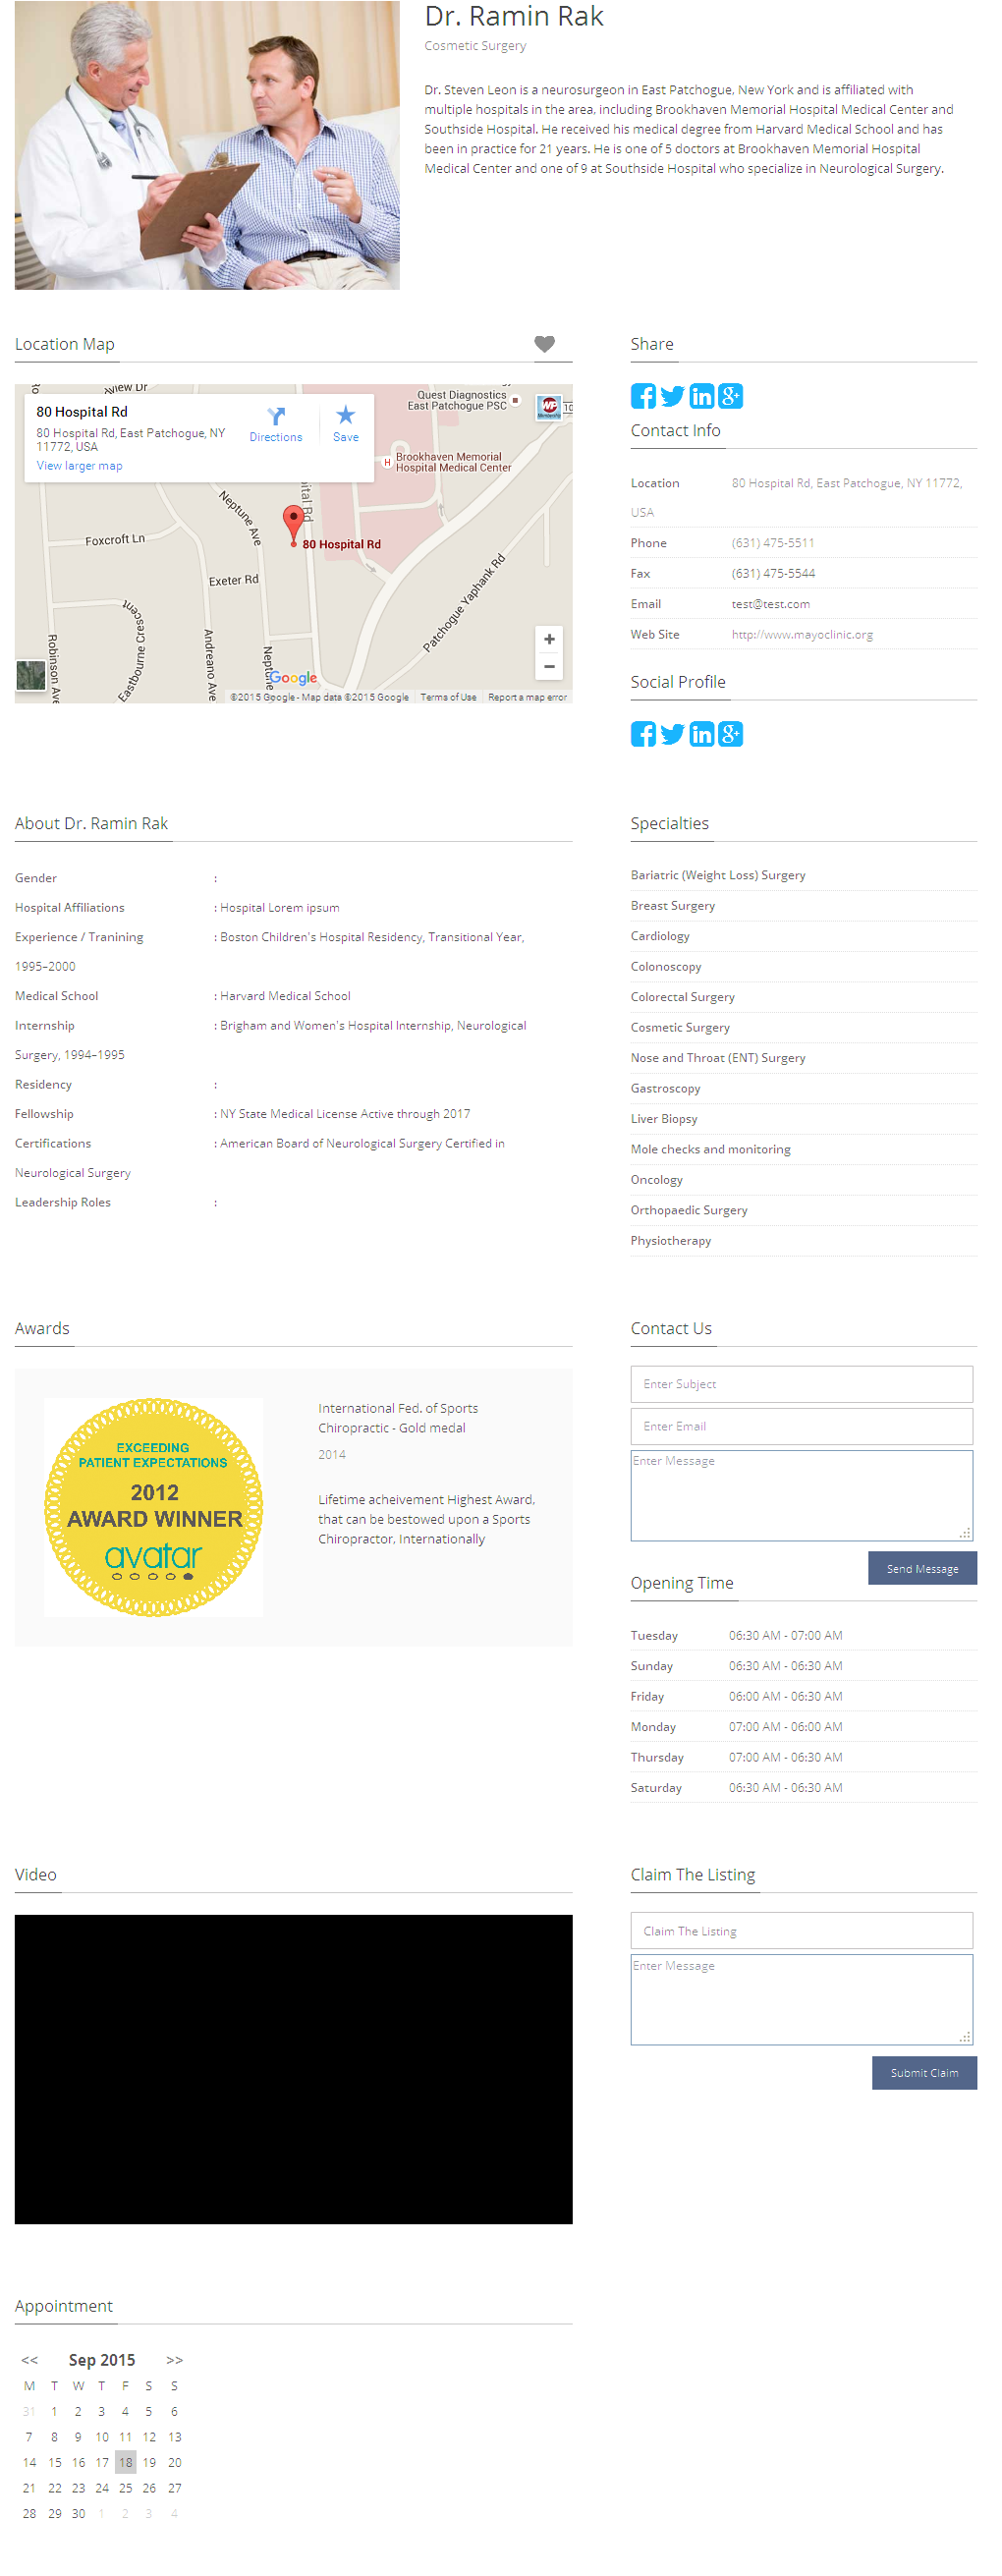 Dr. Ramin Rak
Cosmetic Surgery
Dr. Steven Leon is a neurosurgeon in East Patchogue, New York and is affiliated with
multiple hospitals in the area, including Brookhaven Memorial Hospital Medical Center and
Southside Hospital. He received his medical degree from Harvard Medical School and has
been in practice for 21 years. He is one of 5 doctors at Brookhaven Memorial Hospital
Medical Center and one of 9 at Southside Hospital who specialize in Neurological Surgery.
Location Map
View Dr
80 Hospital Rd
80 Hospital Rd, East Patchogue, NY
11772, USA
View larger map
Directions
Save
Quest Diagnostics
East Patchogue PSC
10
Brookhaven Memorial
Hospital Medical Center
H
Neptune Ave
ital Rd
80 Hospital Rd
Foxcroft Ln
Exeter Rd
Patchogue Yaphank Rd
Robinson Ave
Eastbourne Crescent
Andreano Ave
Neptune
+
−
Google
©2015 Google - Map data ©2015 Google
Terms of Use
Report a map error
Share
Contact Info
Location 80 Hospital Rd, East Patchogue, NY 11772,
USA
Phone (631) 475-5511
Fax (631) 475-5544
Email test@test.com
Web Site http://www.mayoclinic.org
Social Profile
About Dr. Ramin Rak
Gender :
Hospital Affiliations : Hospital Lorem ipsum
Experience / Tranining : Boston Children's Hospital Residency, Transitional Year,
1995–2000
Medical School : Harvard Medical School
Internship : Brigham and Women's Hospital Internship, Neurological
Surgery, 1994–1995
Residency :
Fellowship : NY State Medical License Active through 2017
Certifications : American Board of Neurological Surgery Certified in
Neurological Surgery
Leadership Roles :
Specialties
Bariatric (Weight Loss) Surgery
Breast Surgery
Cardiology
Colonoscopy
Colorectal Surgery
Cosmetic Surgery
Nose and Throat (ENT) Surgery
Gastroscopy
Liver Biopsy
Mole checks and monitoring
Oncology
Orthopaedic Surgery
Physiotherapy
Awards
EXCEEDING
PATIENT EXPECTATIONS
2012
AWARD WINNER
avatar
International Fed. of Sports
Chiropractic - Gold medal
2014
Lifetime acheivement Highest Award,
that can be bestowed upon a Sports
Chiropractor, Internationally
Contact Us
Enter Subject
Enter Email
Enter Message
Send Message
Opening Time
Tuesday 06:30 AM - 07:00 AM
Sunday 06:30 AM - 06:30 AM
Friday 06:00 AM - 06:30 AM
Monday 07:00 AM - 06:00 AM
Thursday 07:00 AM - 06:30 AM
Saturday 06:30 AM - 06:30 AM
Video
Claim The Listing
Claim The Listing
Enter Message
Submit Claim
Appointment
<< Sep 2015 >>
M T W T F S S
31 1 2 3 4 5 6
7 8 9 10 11 12 13
14 15 16 17 18 19 20
21 22 23 24 25 26 27
28 29 30 1 2 3 4